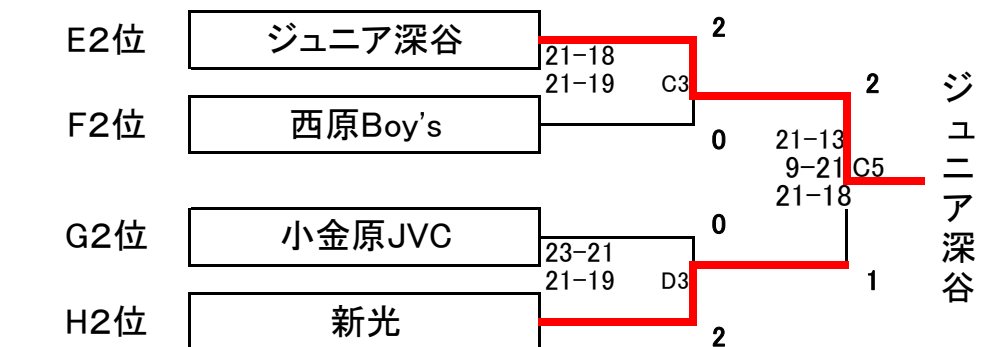 E2位 ジュニア深谷 2
21-18
21-19 C3 2
F2位 西原Boy's 0
21-13
9-21 C5
21-18
G2位 小金原JVC 0
23-21
21-19 D3 1
H2位 新光 2
ジュニア深谷